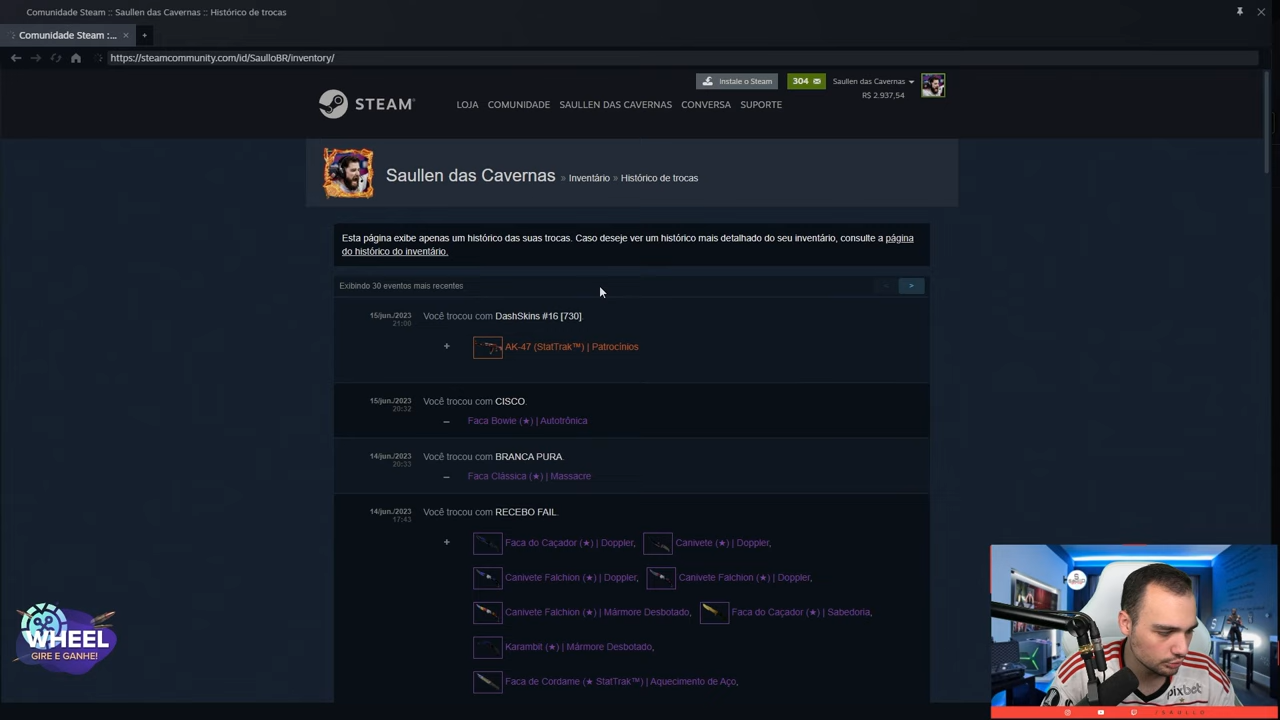 Comunidade Steam :: Saullen das Cavernas :: Histórico de trocas
Comunidade Steam :...
https://steamcommunity.com/id/SaulloBR/inventory/
Instale o Steam
304
Saullen das Cavernas
R$ 2.937,54
STEAM
LOJA COMUNIDADE SAULLEN DAS CAVERNAS CONVERSA SUPORTE
Saullen das Cavernas » Inventário » Histórico de trocas
Esta página exibe apenas um histórico das suas trocas. Caso deseje ver um histórico mais detalhado do seu inventário, consulte a página
do histórico do inventário.
Exibindo 30 eventos mais recentes
< >
15/jun./2023 Você trocou com DashSkins #16 [730].
21:00
+ AK-47 (StatTrak™) | Patrocínios
15/jun./2023 Você trocou com CISCO.
20:32
– Faca Bowie (★) | Autotrônica
14/jun./2023 Você trocou com BRANCA PURA.
20:33
– Faca Clássica (★) | Massacre
14/jun./2023 Você trocou com RECEBO FAIL.
17:43
+ Faca do Caçador (★) | Doppler, Canivete (★) | Doppler,
Canivete Falchion (★) | Doppler, Canivete Falchion (★) | Doppler,
Canivete Falchion (★) | Mármore Desbotado, Faca do Caçador (★) | Sabedoria,
Karambit (★) | Mármore Desbotado,
Faca de Cordame (★ StatTrak™) | Aquecimento de Aço,
WHEEL
GIRE E GANHE!
pixbet